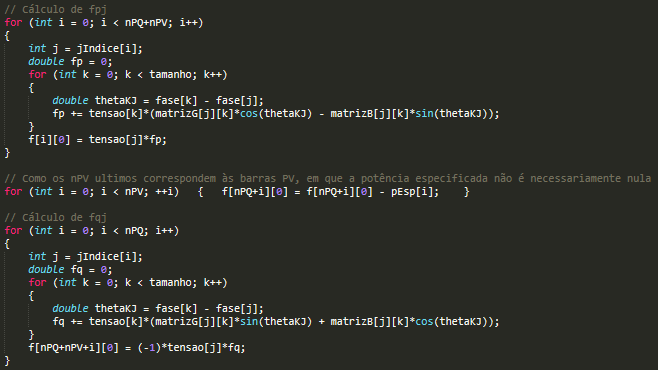 // Cálculo de fpj
for (int i = 0; i < nPQ+nPV; i++)
{
    int j = jIndice[i];
    double fp = 0;
    for (int k = 0; k < tamanho; k++)
    {
        double thetaKJ = fase[k] - fase[j];
        fp += tensao[k]*(matrizG[j][k]*cos(thetaKJ) - matrizB[j][k]*sin(thetaKJ));
    }
    f[i][0] = tensao[j]*fp;
}

// Como os nPV ultimos correspondem às barras PV, em que a potência especificada não é necessariamente nula
for (int i = 0; i < nPV; ++i)   {   f[nPQ+i][0] = f[nPQ+i][0] - pEsp[i];    }

// Cálculo de fqj
for (int i = 0; i < nPQ; i++)
{
    int j = jIndice[i];
    double fq = 0;
    for (int k = 0; k < tamanho; k++)
    {
        double thetaKJ = fase[k] - fase[j];
        fq += tensao[k]*(matrizG[j][k]*sin(thetaKJ) + matrizB[j][k]*cos(thetaKJ));
    }
    f[nPQ+nPV+i][0] = (-1)*tensao[j]*fq;
}